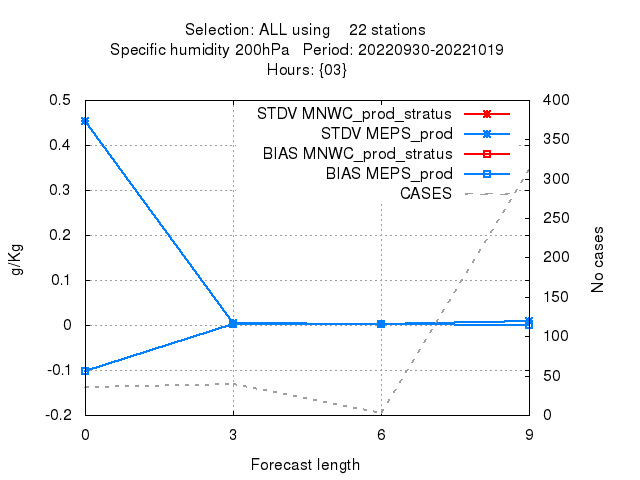 Selection: ALL using 22 stations
Specific humidity 200hPa Period: 20220930-20221019
Hours: {03}
STDV MNWC_prod_stratus
STDV MEPS_prod
BIAS MNWC_prod_stratus
BIAS MEPS_prod
CASES
0.5
0.4
0.3
0.2
0.1
0
-0.1
-0.2
g/Kg
400
350
300
250
200
150
100
50
0
No cases
0 3 6 9
Forecast length